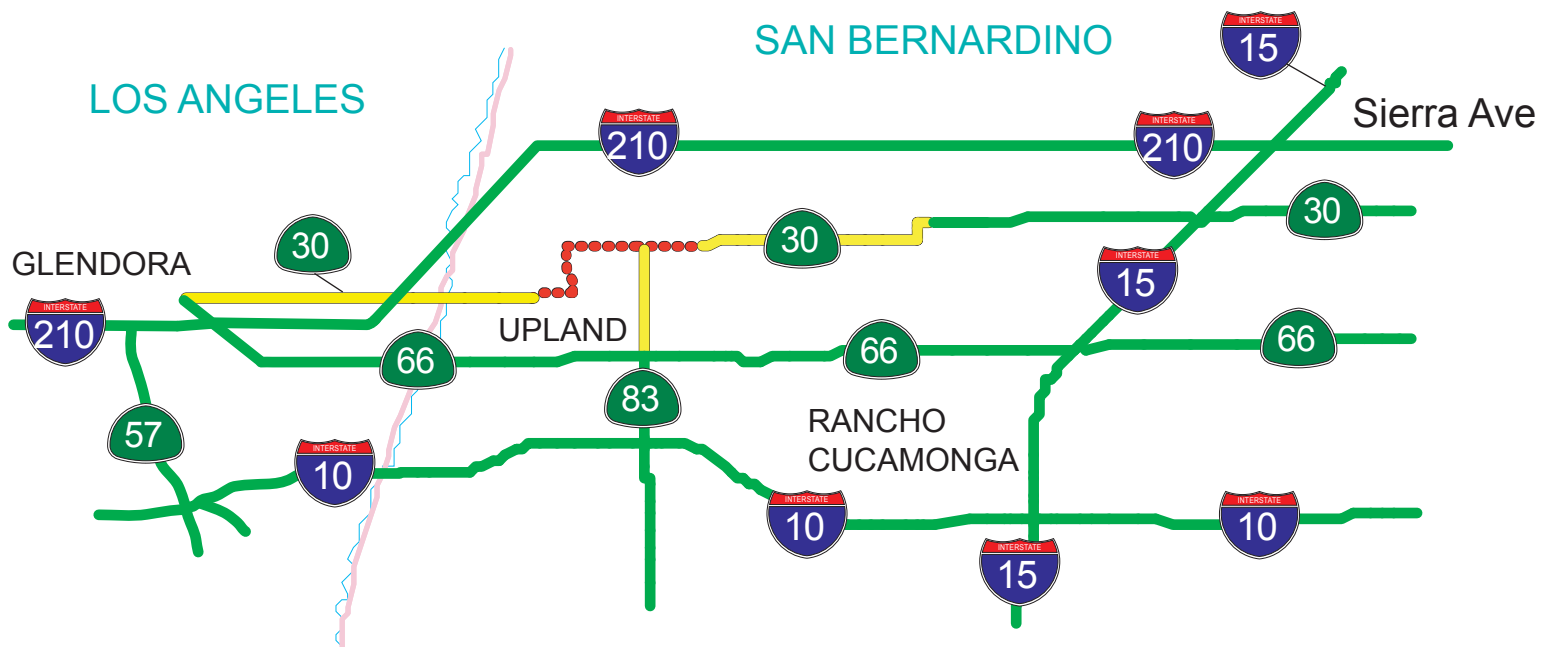 SAN BERNARDINO
INTERSTATE
15
LOS ANGELES
Sierra Ave
INTERSTATE
210
INTERSTATE
210
30
30
30
GLENDORA
INTERSTATE
15
INTERSTATE
210
UPLAND
66
66
66
83
57
RANCHO
CUCAMONGA
INTERSTATE
10
INTERSTATE
10
INTERSTATE
10
INTERSTATE
15